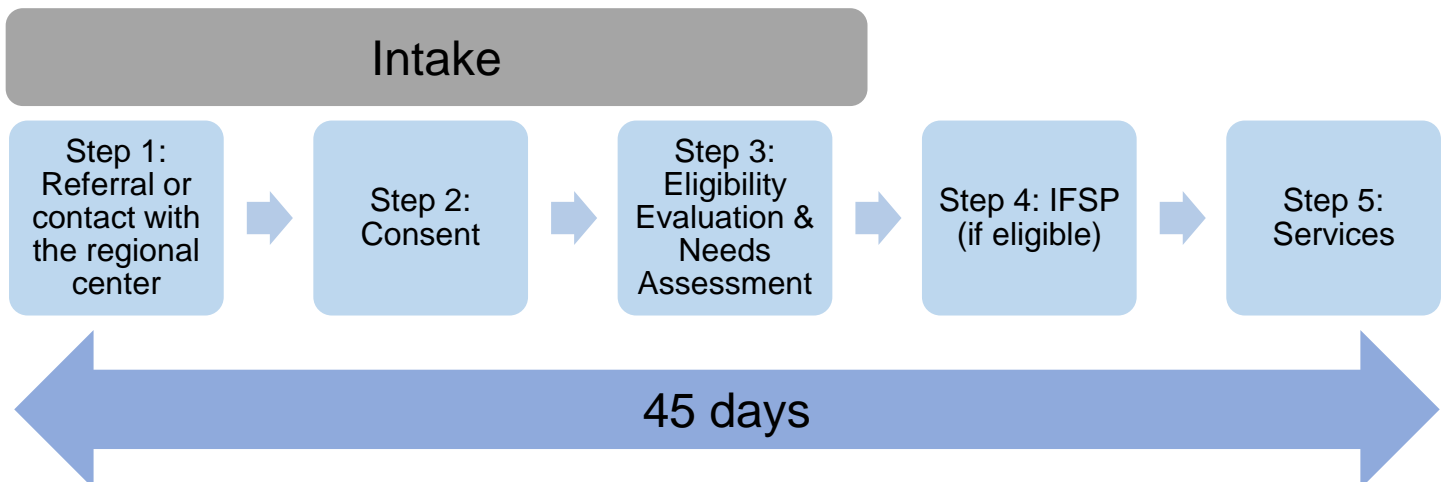 Intake
Step 1:
Referral or
contact with
the regional
center
Step 2:
Consent
Step 3:
Eligibility
Evaluation &
Needs
Assessment
Step 4: IFSP
(if eligible)
Step 5:
Services
45 days